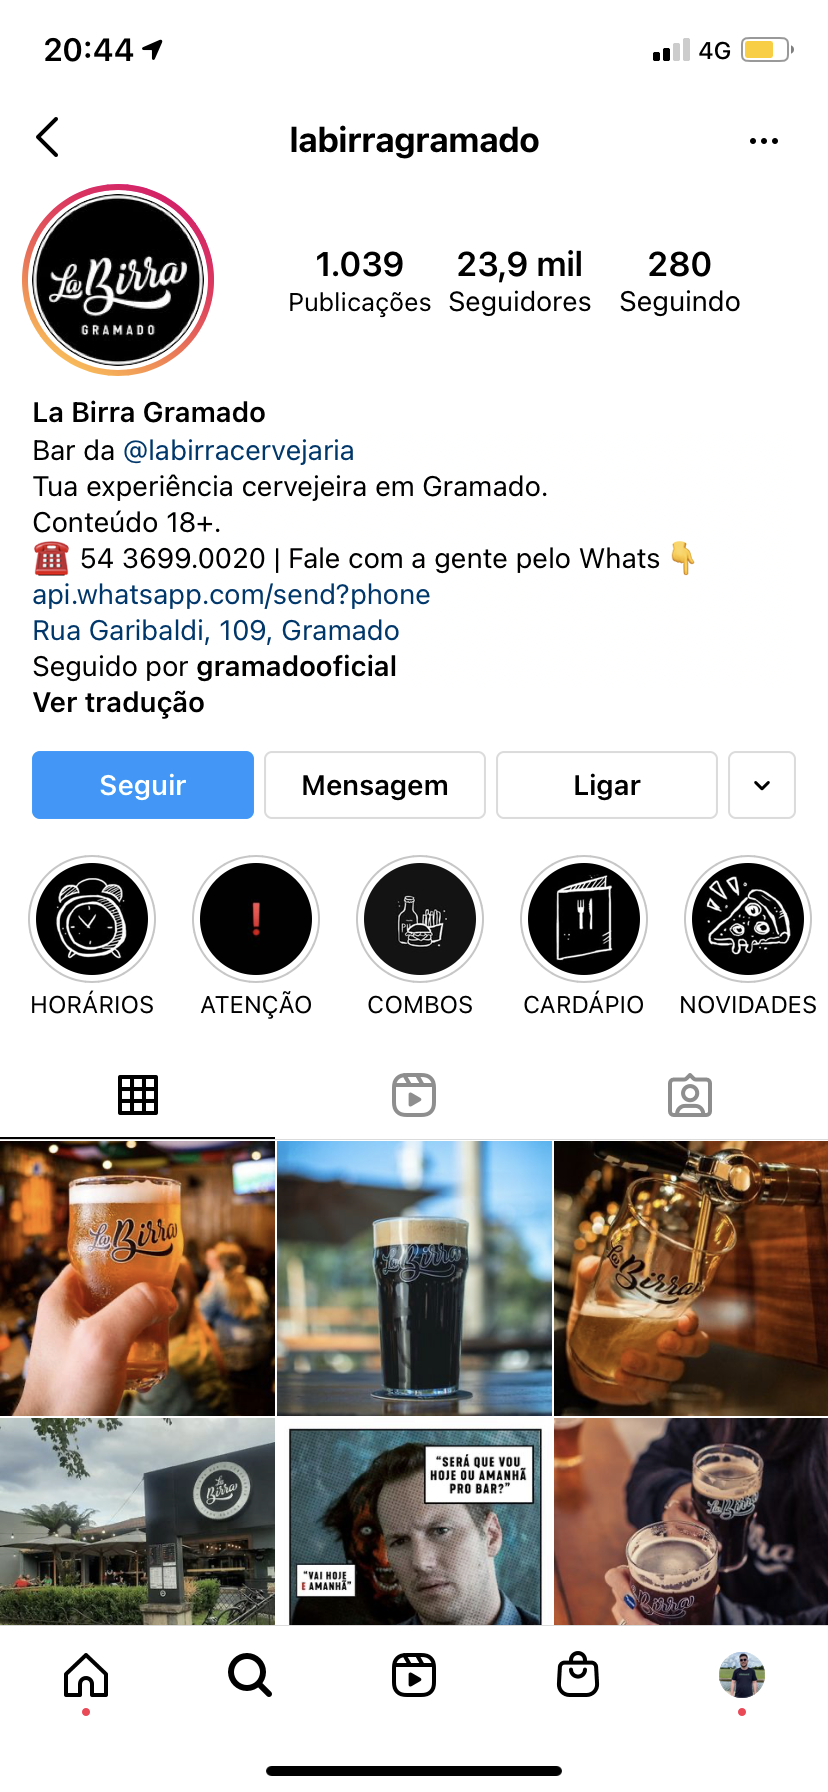 20:44
4G
labirragramado
La Birra
GRAMADO
1.039
23,9 mil
280
Publicações
Seguidores
Seguindo
La Birra Gramado
Bar da @labirracervejaria
Tua experiência cervejeira em Gramado.
Conteúdo 18+.
☎️ 54 3699.0020 | Fale com a gente pelo Whats 👇
api.whatsapp.com/send?phone
Rua Garibaldi, 109, Gramado
Seguido por gramadooficial
Ver tradução
Seguir
Mensagem
Ligar
HORÁRIOS
ATENÇÃO
COMBOS
CARDÁPIO
NOVIDADES
La Birra
La Birra
La Birra
La Birra
"SERÁ QUE VOU
HOJE OU AMANHÃ
PRO BAR?"
"VAI HOJE
E AMANHÃ"
La Birra
La Birra